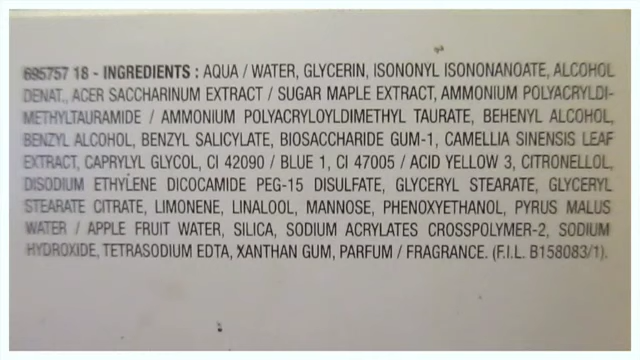 695757 18 - INGREDIENTS : AQUA / WATER, GLYCERIN, ISONONYL ISONONANOATE, ALCOHOL
DENAT., ACER SACCHARINUM EXTRACT / SUGAR MAPLE EXTRACT, AMMONIUM POLYACRYLDI-
METHYLTAURAMIDE / AMMONIUM POLYACRYLOYLDIMETHYL TAURATE, BEHENYL ALCOHOL,
BENZYL ALCOHOL, BENZYL SALICYLATE, BIOSACCHARIDE GUM-1, CAMELLIA SINENSIS LEAF
EXTRACT, CAPRYLYL GLYCOL, CI 42090 / BLUE 1, CI 47005 / ACID YELLOW 3, CITRONELLOL,
DISODIUM ETHYLENE DICOCAMIDE PEG-15 DISULFATE, GLYCERYL STEARATE, GLYCERYL
STEARATE CITRATE, LIMONENE, LINALOOL, MANNOSE, PHENOXYETHANOL, PYRUS MALUS
WATER / APPLE FRUIT WATER, SILICA, SODIUM ACRYLATES CROSSPOLYMER-2, SODIUM
HYDROXIDE, TETRASODIUM EDTA, XANTHAN GUM, PARFUM / FRAGRANCE. (F.I.L. B158083/1).